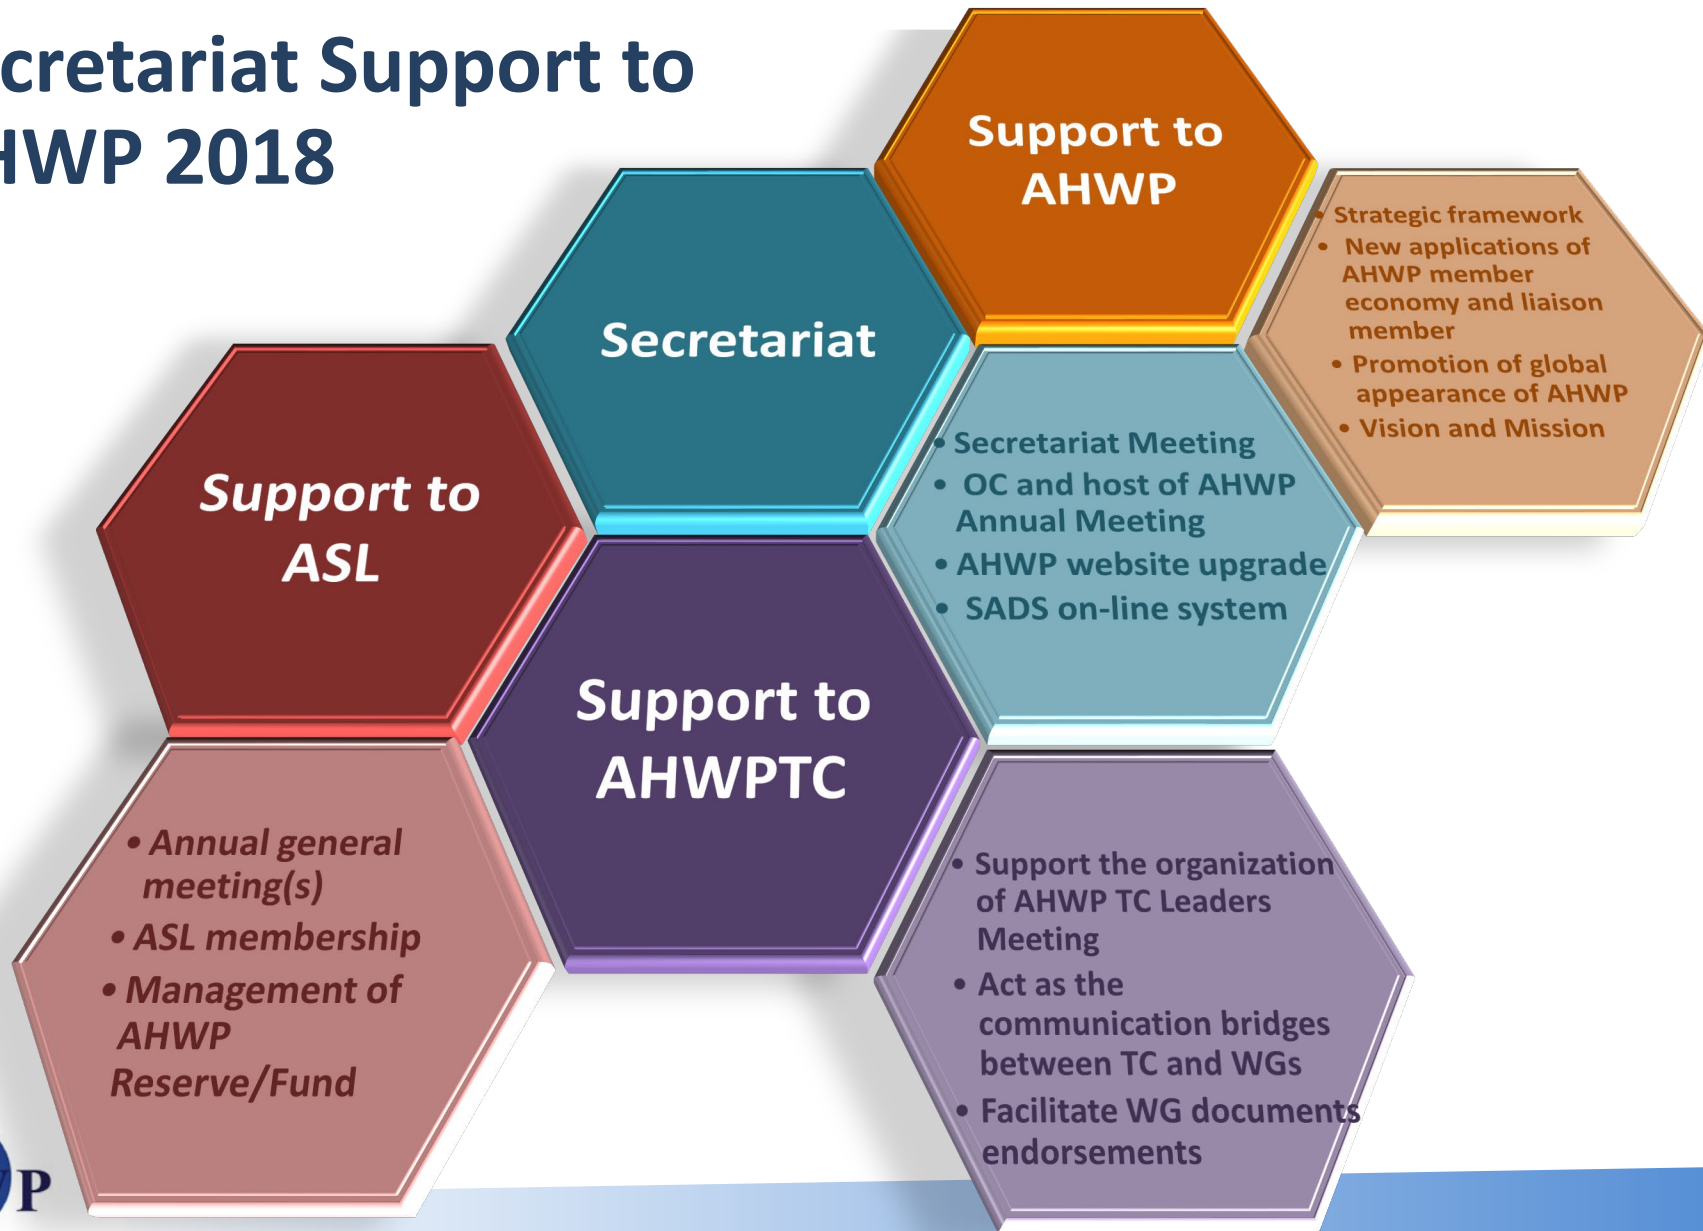 cretariat Support to
HWP 2018
Support to
AHWP
• Strategic framework
• New applications of
AHWP member
economy and liaison
member
• Promotion of global
appearance of AHWP
• Vision and Mission
Secretariat
• Secretariat Meeting
• OC and host of AHWP
Annual Meeting
• AHWP website upgrade
• SADS on-line system
Support to
ASL
• Annual general
meeting(s)
• ASL membership
• Management of
AHWP
Reserve/Fund
Support to
AHWPTC
• Support the organization
of AHWP TC Leaders
Meeting
• Act as the
communication bridges
between TC and WGs
• Facilitate WG documents
endorsements
P